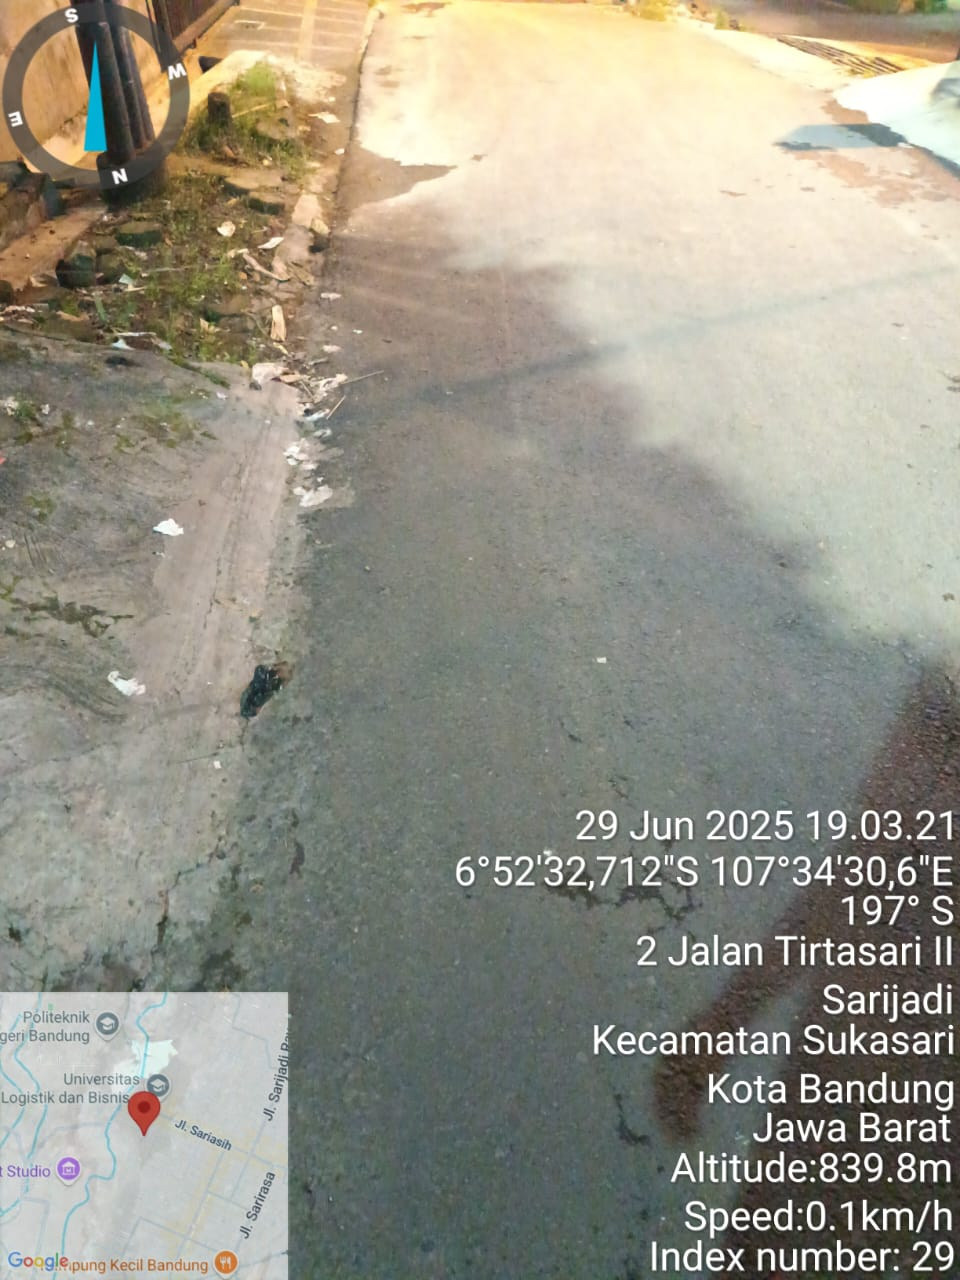 S
W
E
N
29 Jun 2025 19.03.21
6°52'32,712"S 107°34'30,6"E
197° S
2 Jalan Tirtasari II
Sarijadi
Kecamatan Sukasari
Kota Bandung
Jawa Barat
Altitude:839.8m
Speed:0.1km/h
Index number: 29
Politeknik
geri Bandung
Universitas
Logistik dan Bisnis
Jl. Sariasih
Jl. Sarijadi
t Studio
Jl. Sarirasa
Google
mpung Kecil Bandung